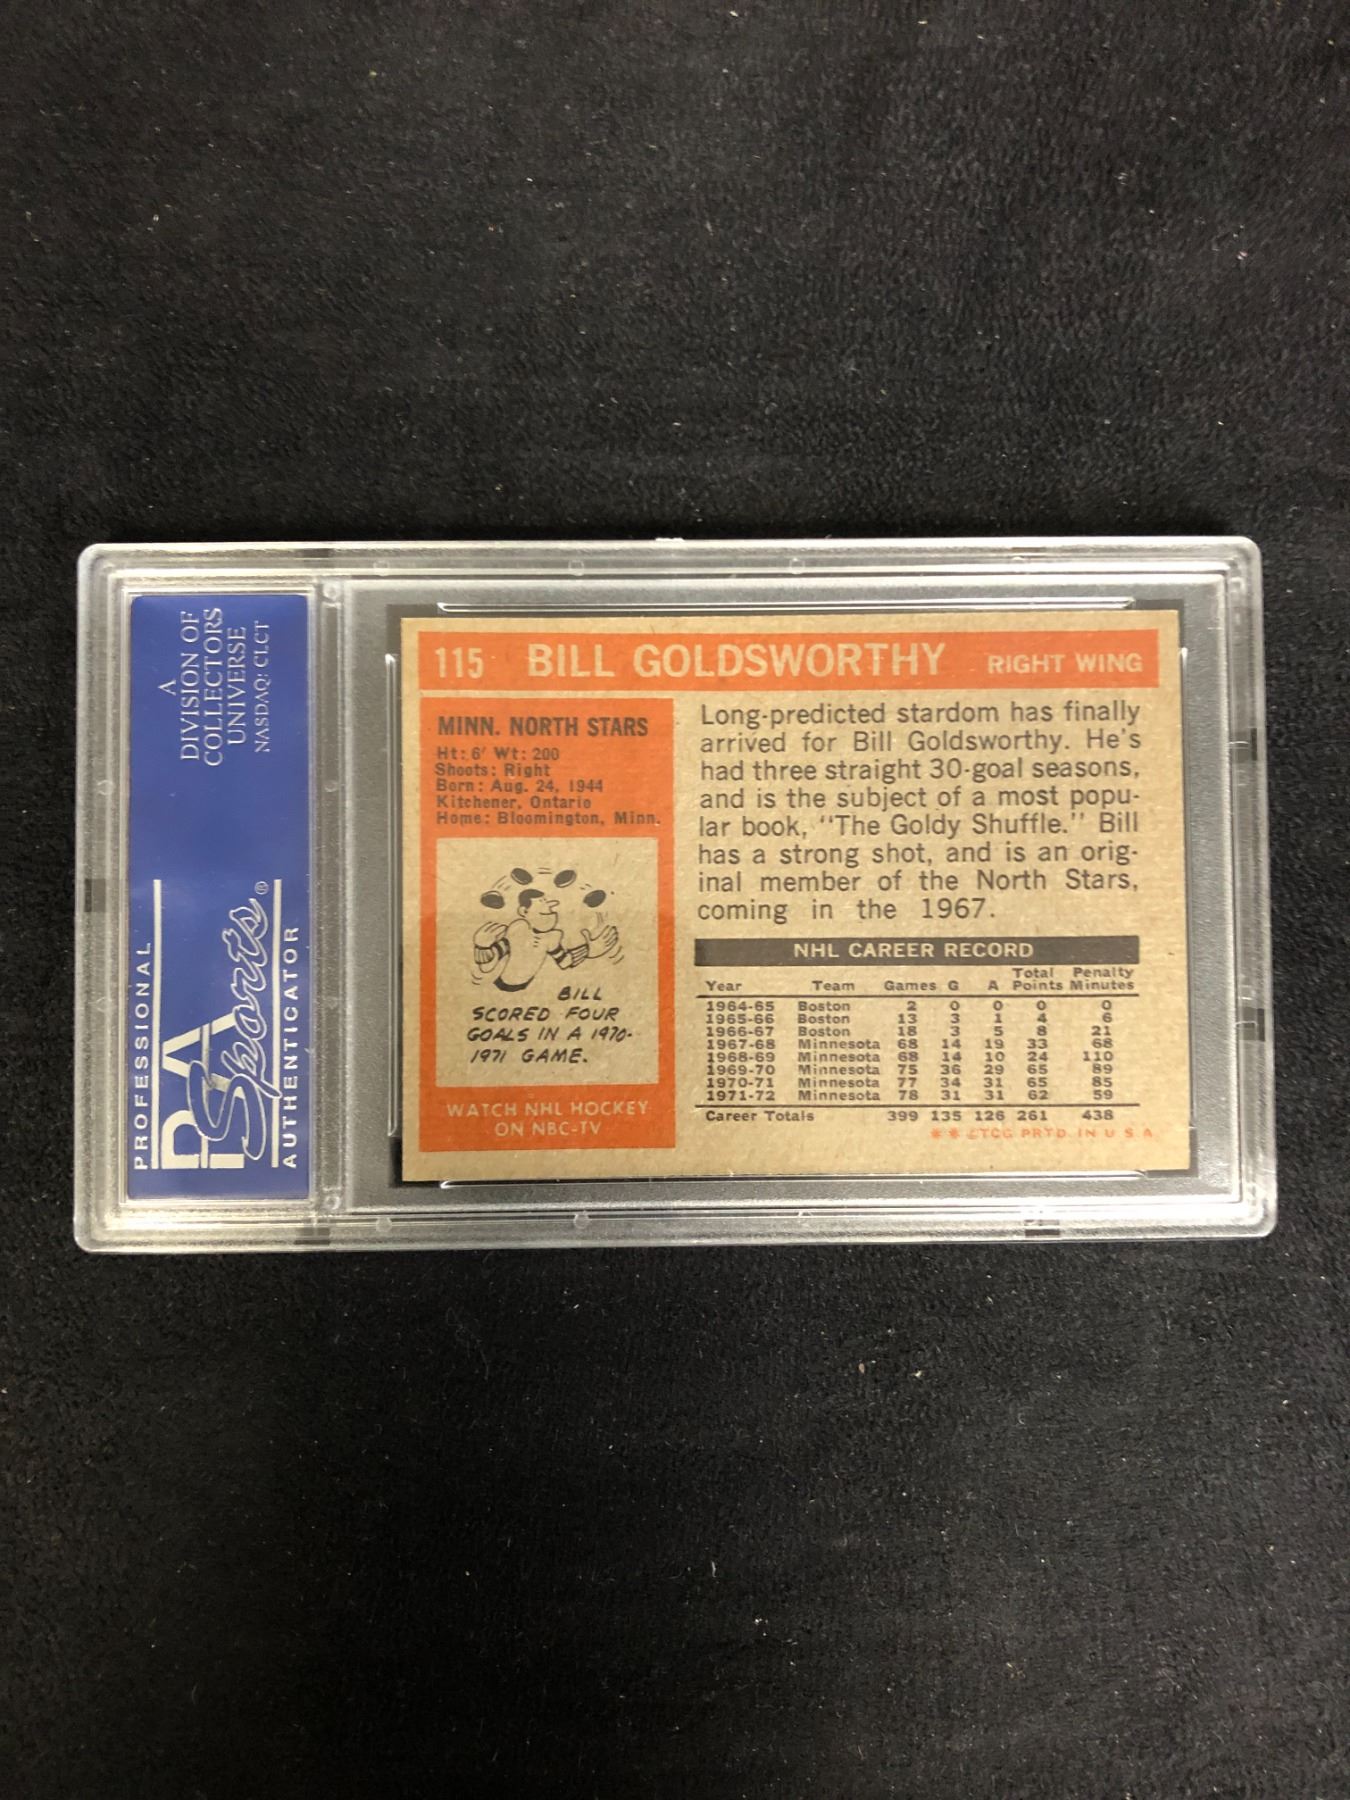 A
DIVISION OF
COLLECTORS
UNIVERSE
NASDAQ: CLCT
PROFESSIONAL
PSA
Sports®
AUTHENTICATOR
115 BILL GOLDSWORTHY RIGHT WING
MINN. NORTH STARS
Ht: 6' Wt: 200
Shoots: Right
Born: Aug. 24, 1944
Kitchener, Ontario
Home: Bloomington, Minn.
BILL
SCORED FOUR
GOALS IN A 1970-
1971 GAME.
WATCH NHL HOCKEY
ON NBC-TV
Long-predicted stardom has finally
arrived for Bill Goldsworthy. He's
had three straight 30-goal seasons,
and is the subject of a most popu-
lar book, "The Goldy Shuffle." Bill
has a strong shot, and is an orig-
inal member of the North Stars,
coming in the 1967.
NHL CAREER RECORD
Total Penalty
Year Team Games G A Points Minutes
1964-65 Boston 2 0 0 0 0
1965-66 Boston 13 3 1 4 6
1966-67 Boston 18 3 5 8 21
1967-68 Minnesota 68 14 19 33 68
1968-69 Minnesota 68 14 10 24 110
1969-70 Minnesota 75 36 29 65 89
1970-71 Minnesota 77 34 31 65 85
1971-72 Minnesota 78 31 31 62 59
Career Totals 399 135 126 261 438
** ©TCG PRTD IN U S A